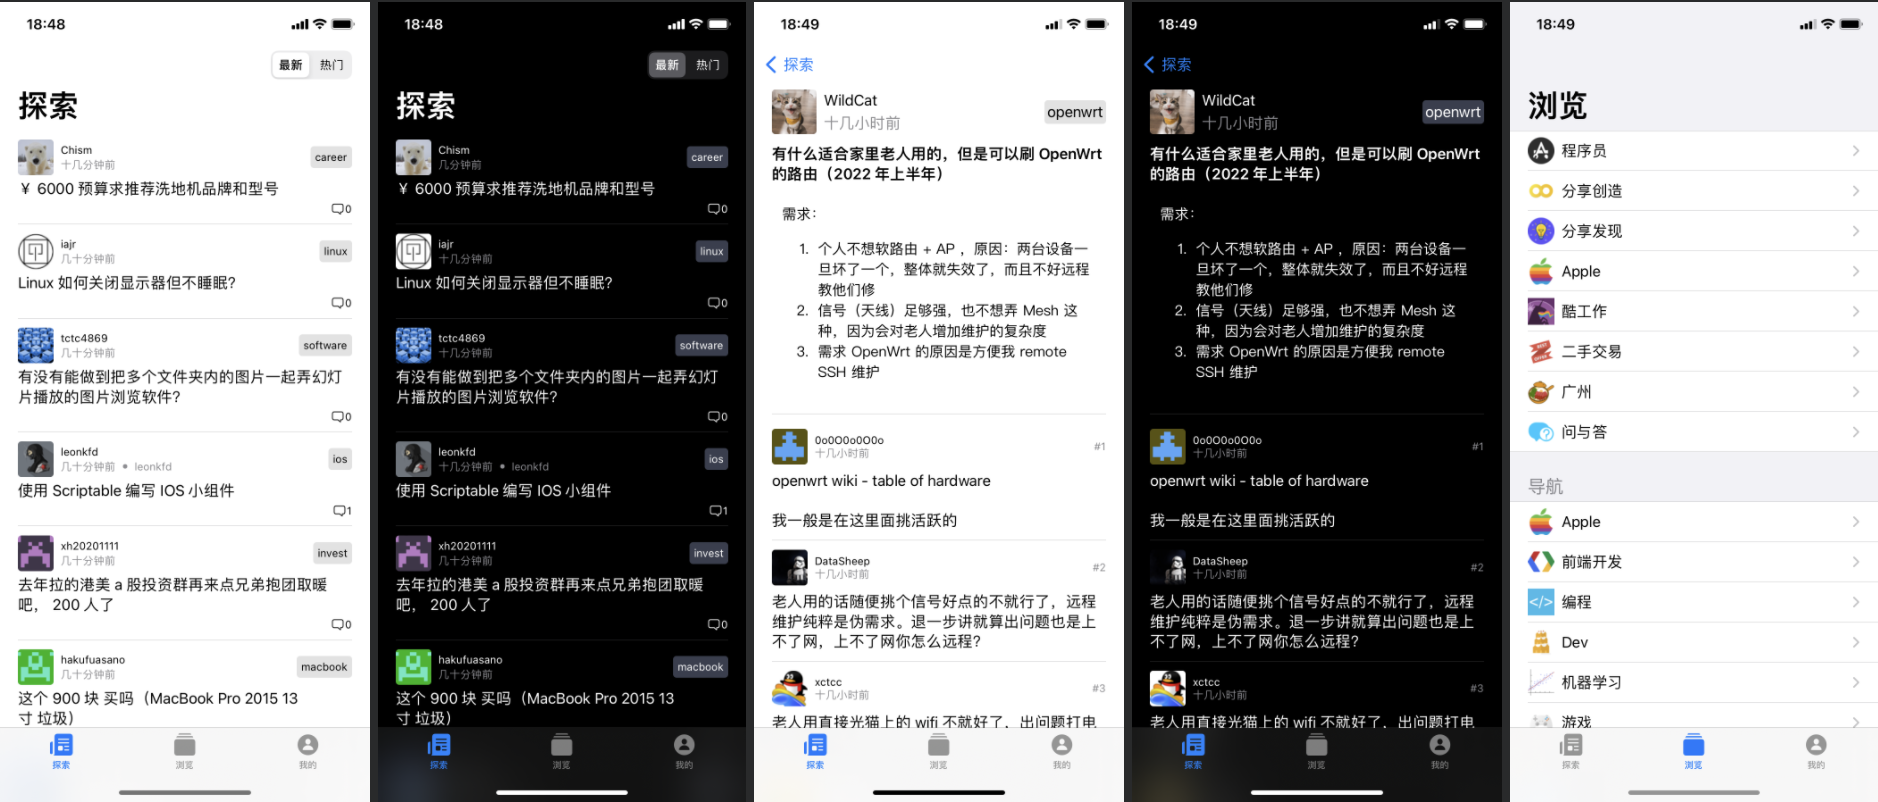 18:48
最新 热门
探索
Chism
十几分钟前
career
¥ 6000 预算求推荐洗地机品牌和型号
0
iajr
几十分钟前
linux
Linux 如何关闭显示器但不睡眠?
0
tctc4869
几十分钟前
software
有没有能做到把多个文件夹内的图片一起弄幻灯
片播放的图片浏览软件?
0
leonkfd
几十分钟前 • leonkfd
ios
使用 Scriptable 编写 IOS 小组件
1
xh20201111
几十分钟前
invest
去年拉的港美 a 股投资群再来点兄弟抱团取暖
吧， 200 人了
0
hakufuasano
几十分钟前
macbook
这个 900 块 买吗（MacBook Pro 2015 13
寸 垃圾）
探索 浏览 我的
18:48
最新 热门
探索
Chism
几分钟前
career
¥ 6000 预算求推荐洗地机品牌和型号
0
iajr
十几分钟前
linux
Linux 如何关闭显示器但不睡眠?
0
tctc4869
十几分钟前
software
有没有能做到把多个文件夹内的图片一起弄幻灯
片播放的图片浏览软件?
0
leonkfd
十几分钟前 • leonkfd
ios
使用 Scriptable 编写 IOS 小组件
1
xh20201111
几十分钟前
invest
去年拉的港美 a 股投资群再来点兄弟抱团取暖
吧， 200 人了
0
hakufuasano
几十分钟前
macbook
这个 900 块 买吗（MacBook Pro 2015 13
寸 垃圾）
探索 浏览 我的
18:49
探索
WildCat
十几小时前
openwrt
有什么适合家里老人用的，但是可以刷 OpenWrt
的路由（2022 年上半年）
需求：
1. 个人不想软路由 + AP ，原因：两台设备一
旦坏了一个，整体就失效了，而且不好远程
教他们修
2. 信号（天线）足够强，也不想弄 Mesh 这
种，因为会对老人增加维护的复杂度
3. 需求 OpenWrt 的原因是方便我 remote
SSH 维护
0o0O0o0O0o
十几小时前
#1
openwrt wiki - table of hardware
我一般是在这里面挑活跃的
DataSheep
十几小时前
#2
老人用的话随便挑个信号好点的不就行了，远程
维护纯粹是伪需求。退一步讲就算出问题也是上
不了网，上不了网你怎么远程?
xctcc
十几小时前
#3
老人用直接光猫上的 wifi 不就好了，出问题打电
探索 浏览 我的
18:49
探索
WildCat
十几小时前
openwrt
有什么适合家里老人用的，但是可以刷 OpenWrt
的路由（2022 年上半年）
需求：
1. 个人不想软路由 + AP ，原因：两台设备一
旦坏了一个，整体就失效了，而且不好远程
教他们修
2. 信号（天线）足够强，也不想弄 Mesh 这
种，因为会对老人增加维护的复杂度
3. 需求 OpenWrt 的原因是方便我 remote
SSH 维护
0o0O0o0O0o
十几小时前
#1
openwrt wiki - table of hardware
我一般是在这里面挑活跃的
DataSheep
十几小时前
#2
老人用的话随便挑个信号好点的不就行了，远程
维护纯粹是伪需求。退一步讲就算出问题也是上
不了网，上不了网你怎么远程?
xctcc
十几小时前
#3
老人用直接光猫上的 wifi 不就好了，出问题打电
探索 浏览 我的
18:49
浏览
程序员
分享创造
分享发现
Apple
酷工作
二手交易
广州
问与答
导航
Apple
前端开发
</> 编程
Dev
机器学习
游戏
探索 浏览 我的